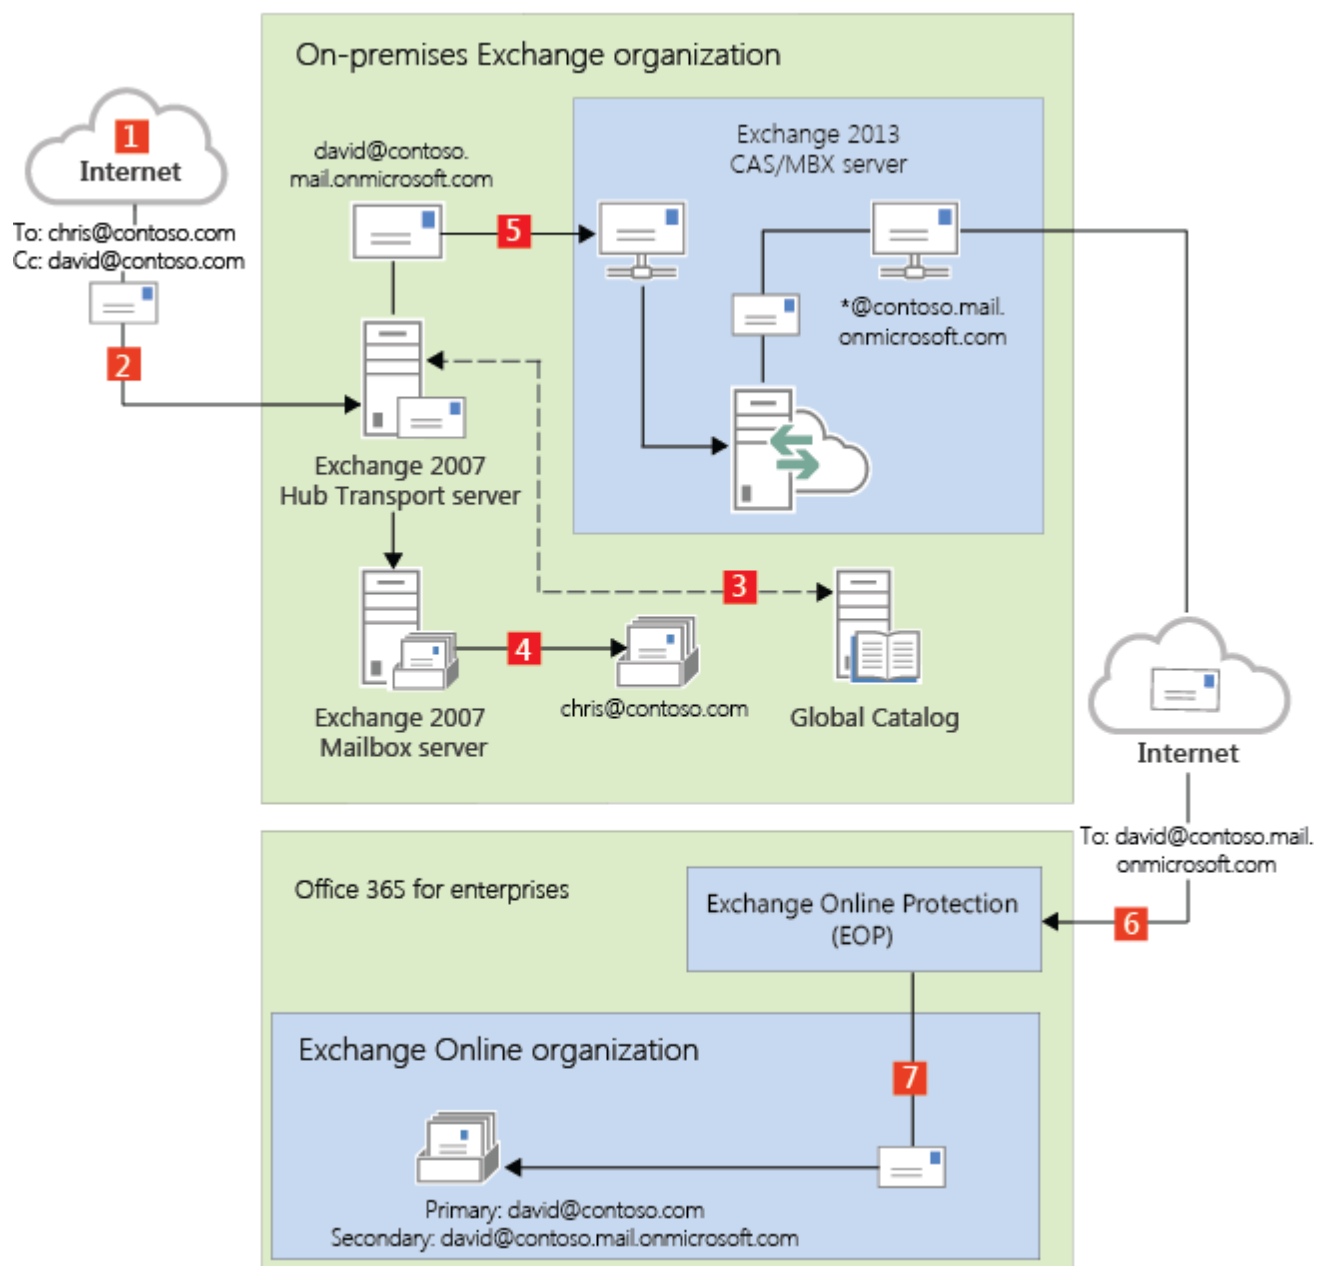 On-premises Exchange organization
1
Internet
To: chris@contoso.com
Cc: david@contoso.com
2
david@contoso.
mail.onmicrosoft.com
5
Exchange 2013
CAS/MBX server
*@contoso.mail.
onmicrosoft.com
Exchange 2007
Hub Transport server
3
4
chris@contoso.com
Exchange 2007
Mailbox server
Global Catalog
Internet
To: david@contoso.mail.
onmicrosoft.com
6
Office 365 for enterprises
Exchange Online Protection
(EOP)
7
Exchange Online organization
Primary: david@contoso.com
Secondary: david@contoso.mail.onmicrosoft.com